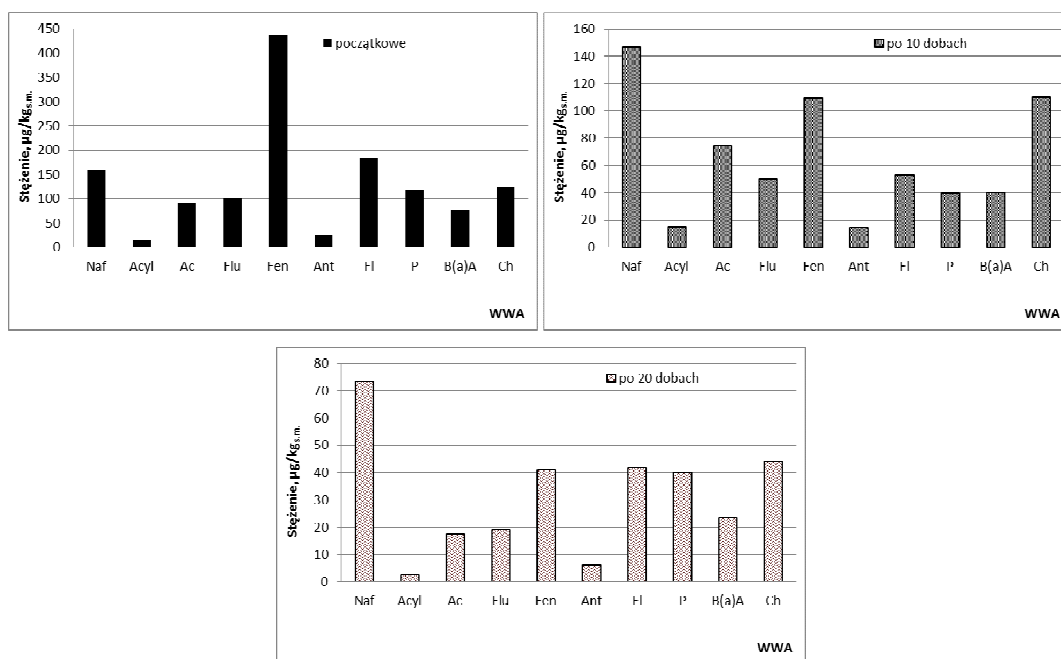 Stężenie, µg/kgs.m.
450
400
350
300
250
200
150
100
50
0
początkowe
Naf Acyl Ac Flu Fen Ant Fl P B(a)A Ch
WWA
Stężenie, µg/kgs.m.
160
140
120
100
80
60
40
20
0
po 10 dobach
Naf Acyl Ac Flu Fen Ant Fl P B(a)A Ch
WWA
Stężenie, µg/kgs.m.
80
70
60
50
40
30
20
10
0
po 20 dobach
Naf Acyl Ac Flu Fen Ant Fl P B(a)A Ch
WWA